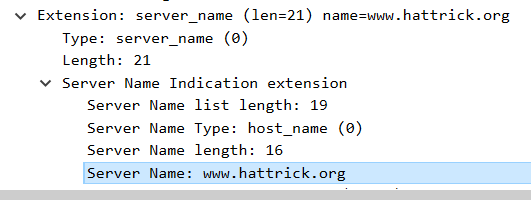 Extension: server_name (len=21) name=www.hattrick.org
Type: server_name (0)
Length: 21
Server Name Indication extension
Server Name list length: 19
Server Name Type: host_name (0)
Server Name length: 16
Server Name: www.hattrick.org